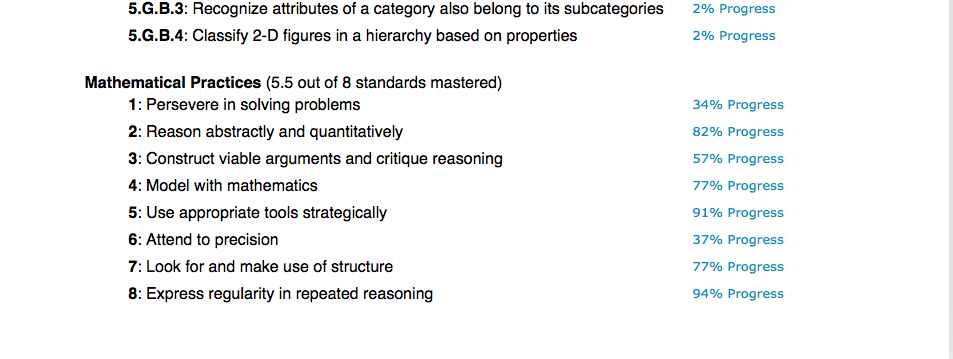 5.G.B.3: Recognize attributes of a category also belong to its subcategories 2% Progress
5.G.B.4: Classify 2-D figures in a hierarchy based on properties 2% Progress
Mathematical Practices (5.5 out of 8 standards mastered)
1: Persevere in solving problems 34% Progress
2: Reason abstractly and quantitatively 82% Progress
3: Construct viable arguments and critique reasoning 57% Progress
4: Model with mathematics 77% Progress
5: Use appropriate tools strategically 91% Progress
6: Attend to precision 37% Progress
7: Look for and make use of structure 77% Progress
8: Express regularity in repeated reasoning 94% Progress